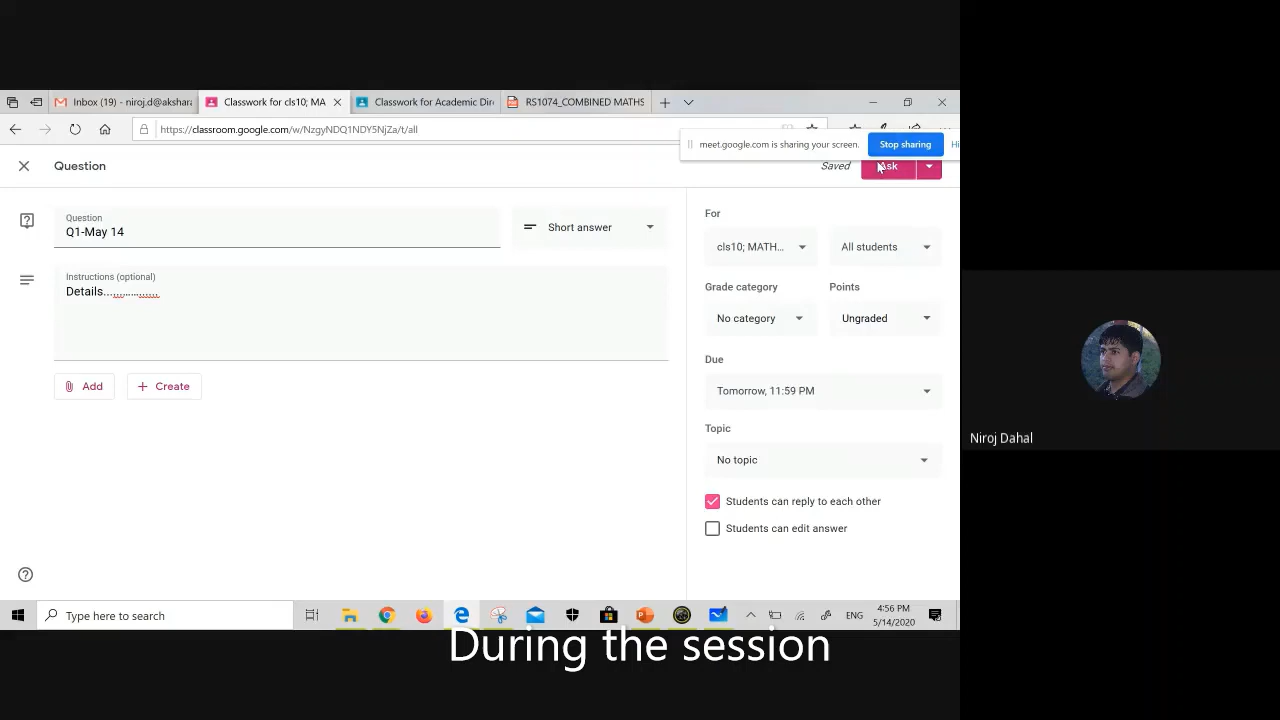 Inbox (19) - niroj.d@akshara
Classwork for cls10; MA
Classwork for Academic Dire
RS1074_COMBINED MATHS
https://classroom.google.com/w/NzgyNDQ1NDY5NjZa/t/all
meet.google.com is sharing your screen.
Stop sharing
Hi
Question
Saved
Ask
Question
Q1-May 14
Short answer
Instructions (optional)
Details..................
Add
Create
For
cls10; MATH...
All students
Grade category
Points
No category
Ungraded
Due
Tomorrow, 11:59 PM
Topic
No topic
Students can reply to each other
Students can edit answer
Niroj Dahal
Type here to search
ENG
4:56 PM
5/14/2020
During the session